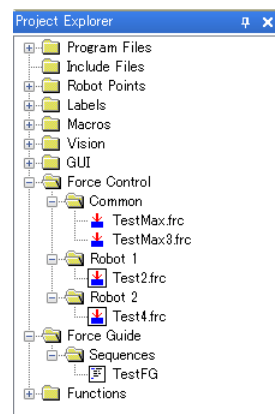 Project Explorer
Program Files
Include Files
Robot Points
Labels
Macros
Vision
GUI
Force Control
Common
TestMax.frc
TestMax3.frc
Robot 1
Test2.frc
Robot 2
Test4.frc
Force Guide
Sequences
TestFG
Functions